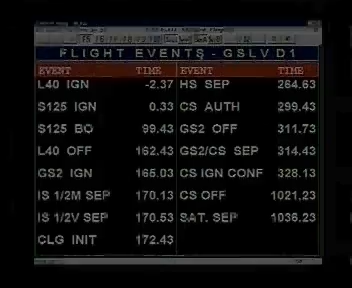 FLIGHT EVENTS - GSLV D1
EVENT TIME EVENT TIME
L40 IGN -2.37 HS SEP 264.63
S125 IGN 0.33 CS AUTH 299.43
S125 BO 99.43 GS2 OFF 311.73
L40 OFF 162.43 GS2/CS SEP 314.43
GS2 IGN 165.03 CS IGN CONF 328.13
IS 1/2M SEP 170.13 CS OFF 1021.23
IS 1/2V SEP 170.53 SAT. SEP 1036.23
CLG INIT 172.43